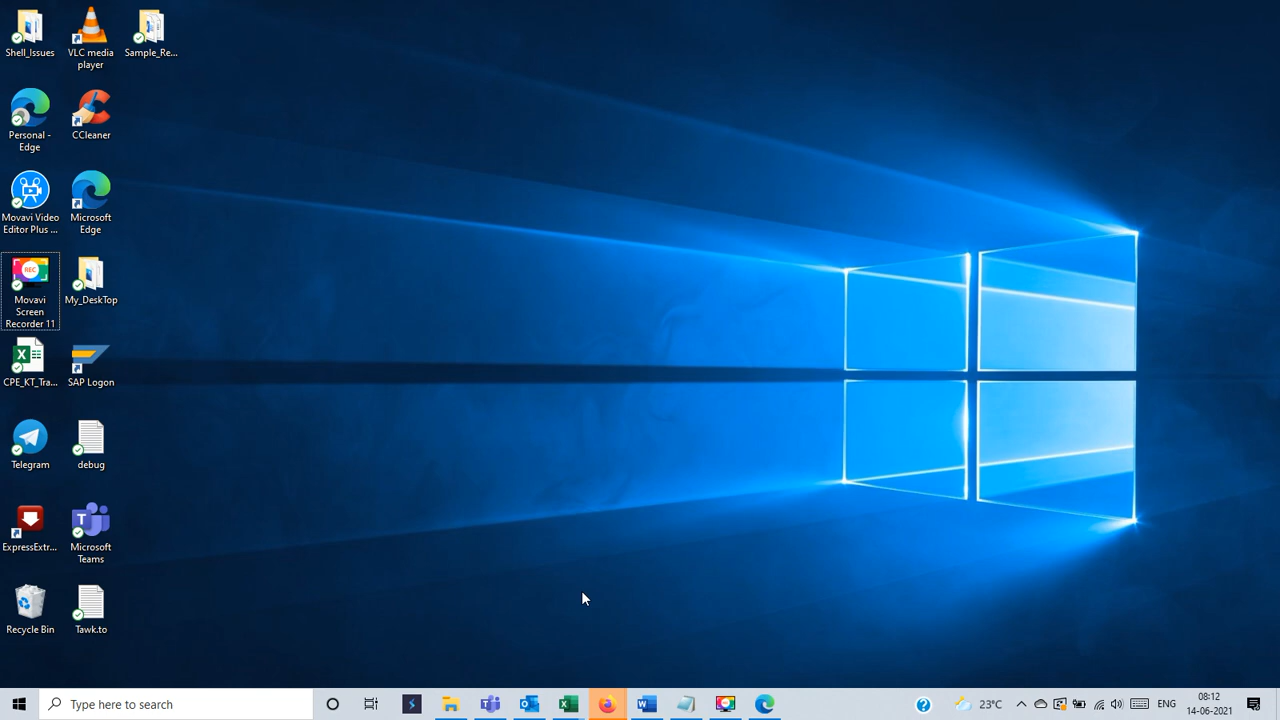 Shell_Issues
VLC media
player
Sample_Re...
Personal -
Edge
CCleaner
Movavi Video
Editor Plus ...
Microsoft
Edge
REC
Movavi
Screen
Recorder 11
My_DeskTop
CPE_KT_Tra...
SAP Logon
Telegram
debug
ExpressExtr...
Microsoft
Teams
Recycle Bin
Tawk.to
Type here to search
23°C
ENG
08:12
14-06-2021